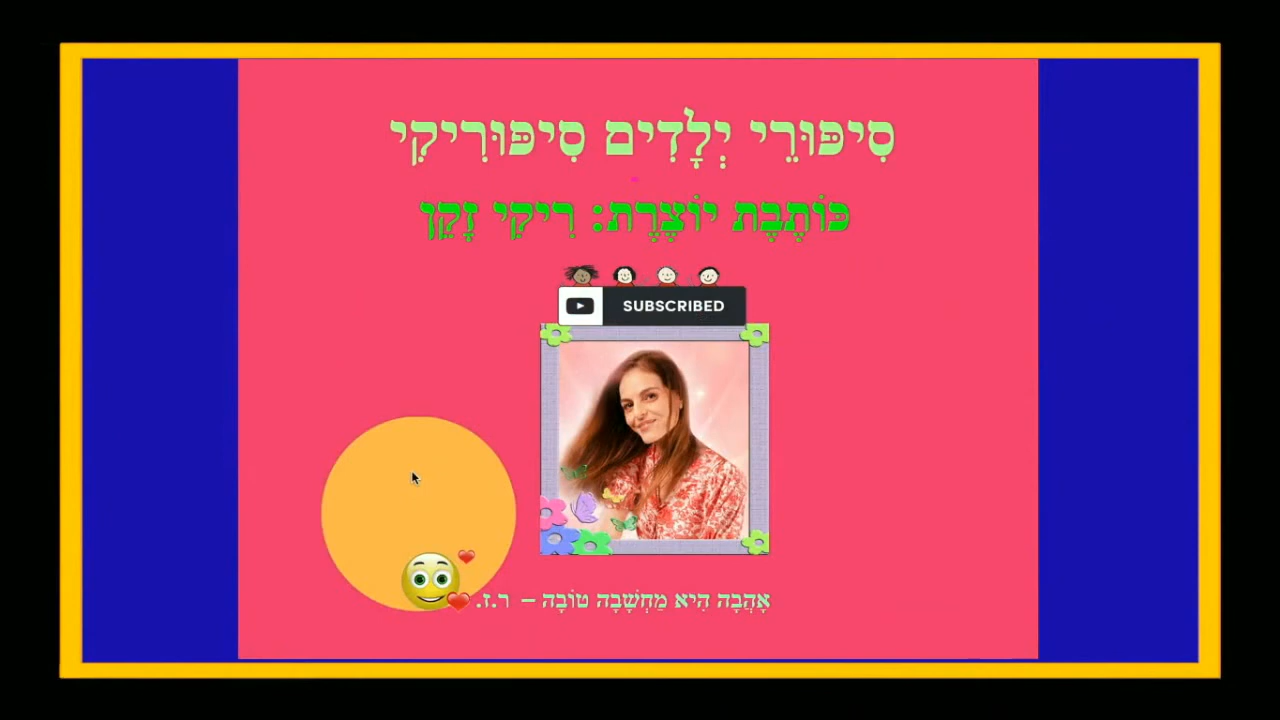 סִיפּוּרֵי יְלָדִים סִיפּוּרִיקִי
כּוֹתֶבֶת יוֹצֶרֶת: רִיקִי זָקֵן
SUBSCRIBED
אָהֲבָה הִיא מַחְשָׁבָה טוֹבָה – ר.ז.